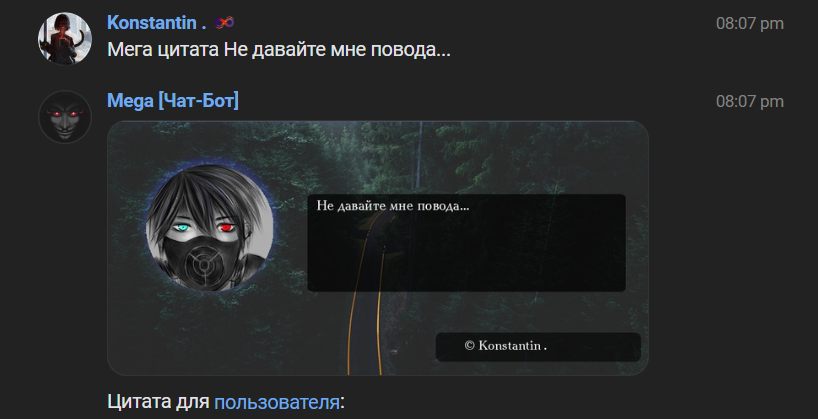 Konstantin .
08:07 pm
Мега цитата Не давайте мне повода...
Mega [Чат-Бот]
08:07 pm
Не давайте мне повода...
© Konstantin .
Цитата для пользователя: